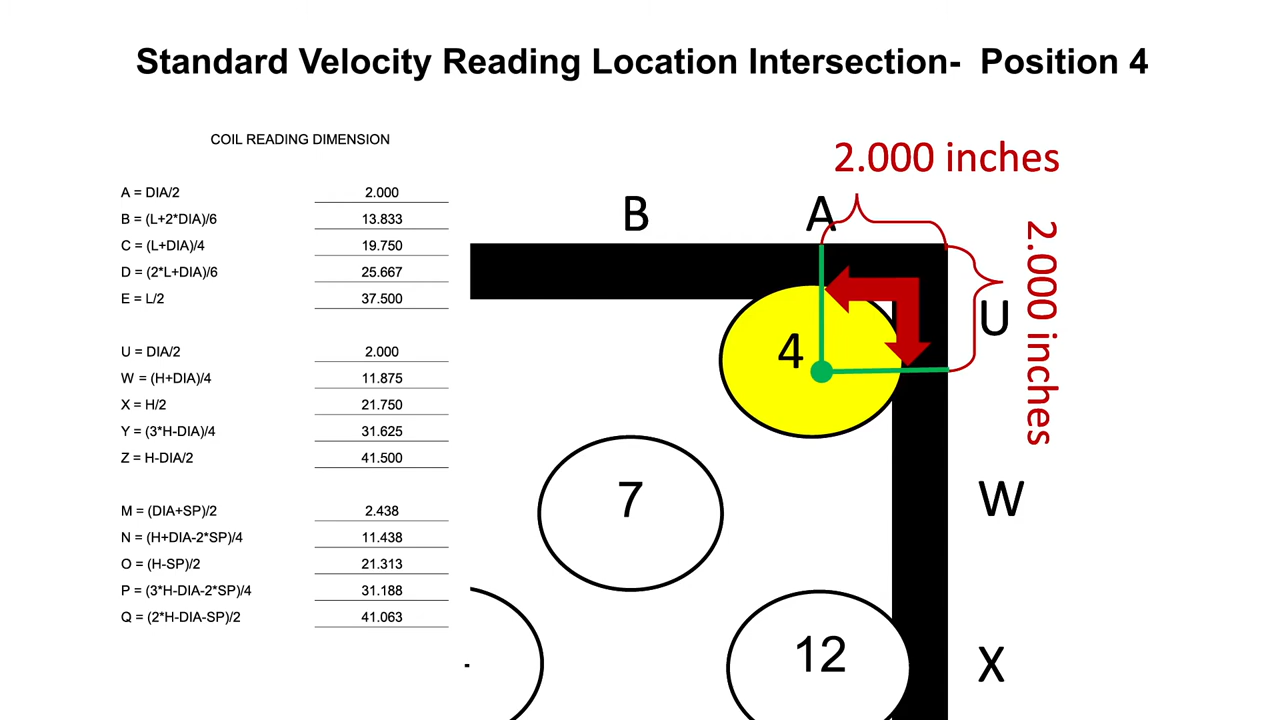 Standard Velocity Reading Location Intersection-  Position 4
COIL READING DIMENSION
A = DIA/2 2.000
B = (L+2*DIA)/6 13.833
C = (L+DIA)/4 19.750
D = (2*L+DIA)/6 25.667
E = L/2 37.500
U = DIA/2 2.000
W = (H+DIA)/4 11.875
X = H/2 21.750
Y = (3*H-DIA)/4 31.625
Z = H-DIA/2 41.500
M = (DIA+SP)/2 2.438
N = (H+DIA-2*SP)/4 11.438
O = (H-SP)/2 21.313
P = (3*H-DIA-2*SP)/4 31.188
Q = (2*H-DIA-SP)/2 41.063
2.000 inches
B A
2.000 inches
U
4
7
W
12
X